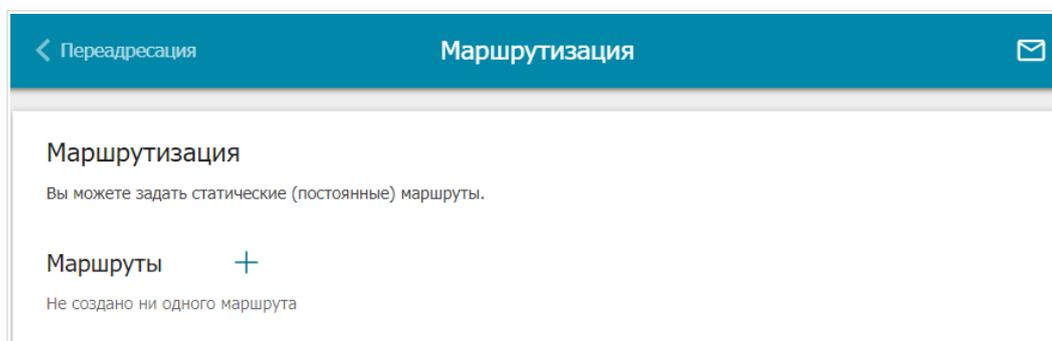 Переадресация
Маршрутизация
Маршрутизация
Вы можете задать статические (постоянные) маршруты.
Маршруты
Не создано ни одного маршрута